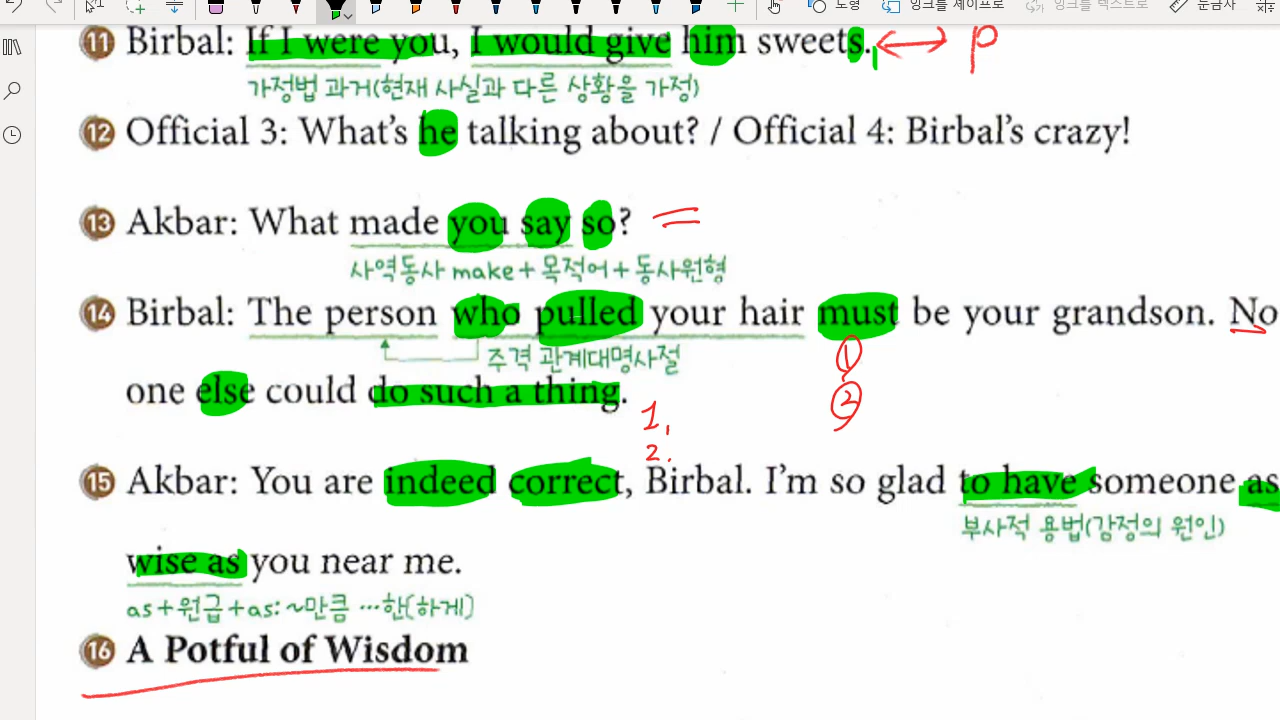 도형 잉크를 셰이프로 잉크를 텍스트로 눈금자
⑪ Birbal: If I were you, I would give him sweets. ↔ p
가정법 과거(현재 사실과 다른 상황을 가정)
⑫ Official 3: What's he talking about? / Official 4: Birbal's crazy!
⑬ Akbar: What made you say so? =
사역동사 make + 목적어 + 동사원형
⑭ Birbal: The person who pulled your hair must be your grandson. No
주격 관계대명사절
①
one else could do such a thing.
②
1.
2.
⑮ Akbar: You are indeed correct, Birbal. I'm so glad to have someone as
부사적 용법(감정의 원인)
wise as you near me.
as+원급+as: ~만큼 …한(하게)
⑯ A Potful of Wisdom